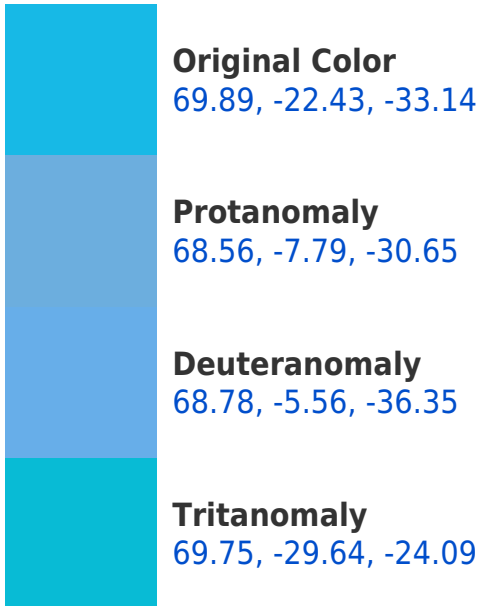 Original Color
69.89, -22.43, -33.14
Protanomaly
68.56, -7.79, -30.65
Deuteranomaly
68.78, -5.56, -36.35
Tritanomaly
69.75, -29.64, -24.09